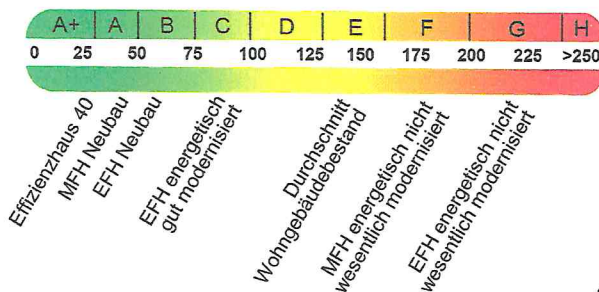 A+ A B C D E F G H
0 25 50 75 100 125 150 175 200 225 >250
Effizienzhaus 40
MFH Neubau
EFH Neubau
EFH energetisch
gut modernisiert
Durchschnitt
Wohngebäudebestand
MFH energetisch nicht
wesentlich modernisiert
EFH energetisch nicht
wesentlich modernisiert